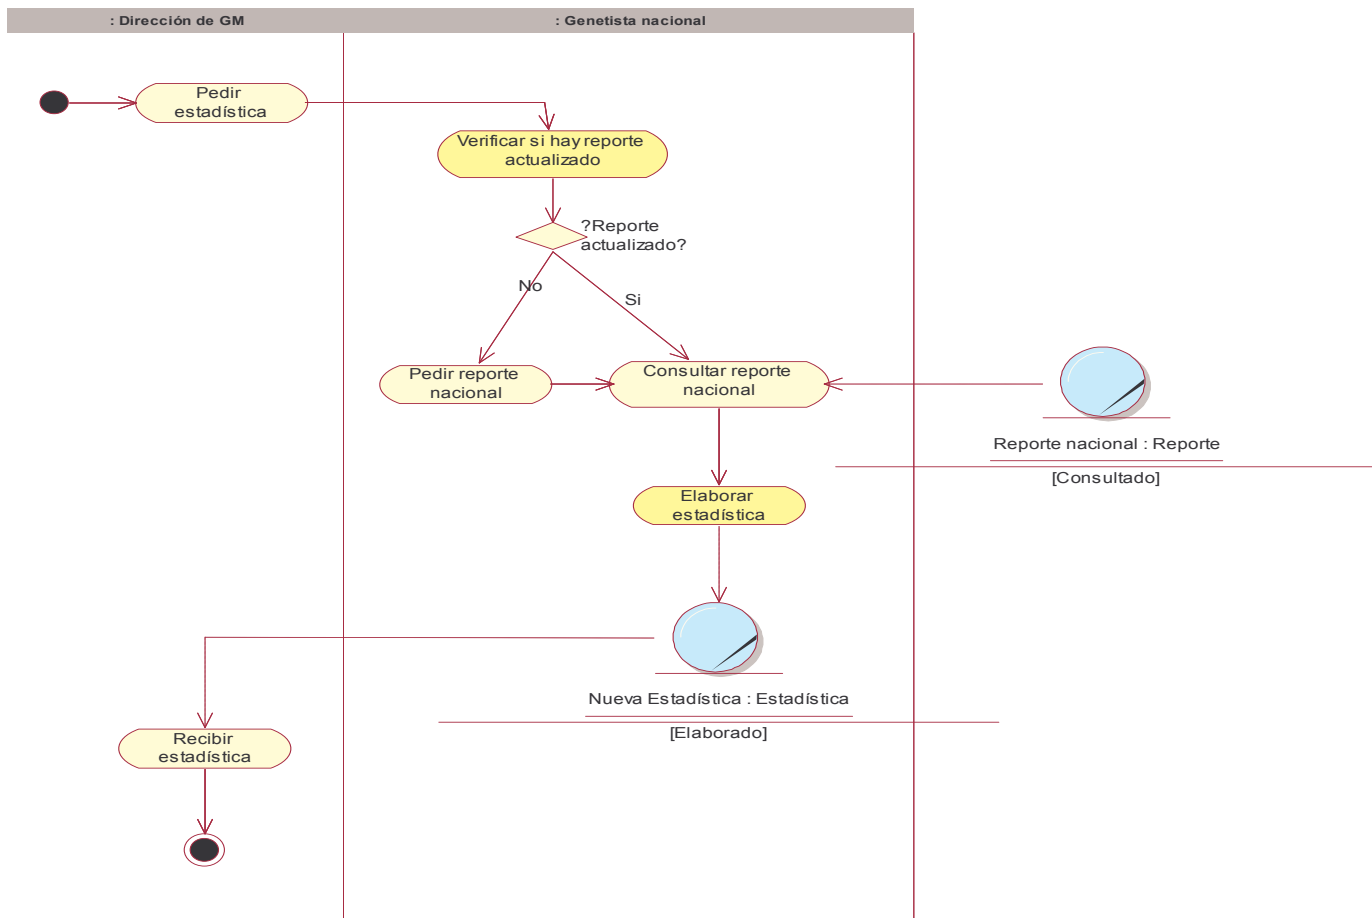 : Dirección de GM
: Genetista nacional
Pedir
estadística
Verificar si hay reporte
actualizado
?Reporte
actualizado?
No
Si
Pedir reporte
nacional
Consultar reporte
nacional
Reporte nacional : Reporte
[Consultado]
Elaborar
estadística
Nueva Estadística : Estadística
[Elaborado]
Recibir
estadística